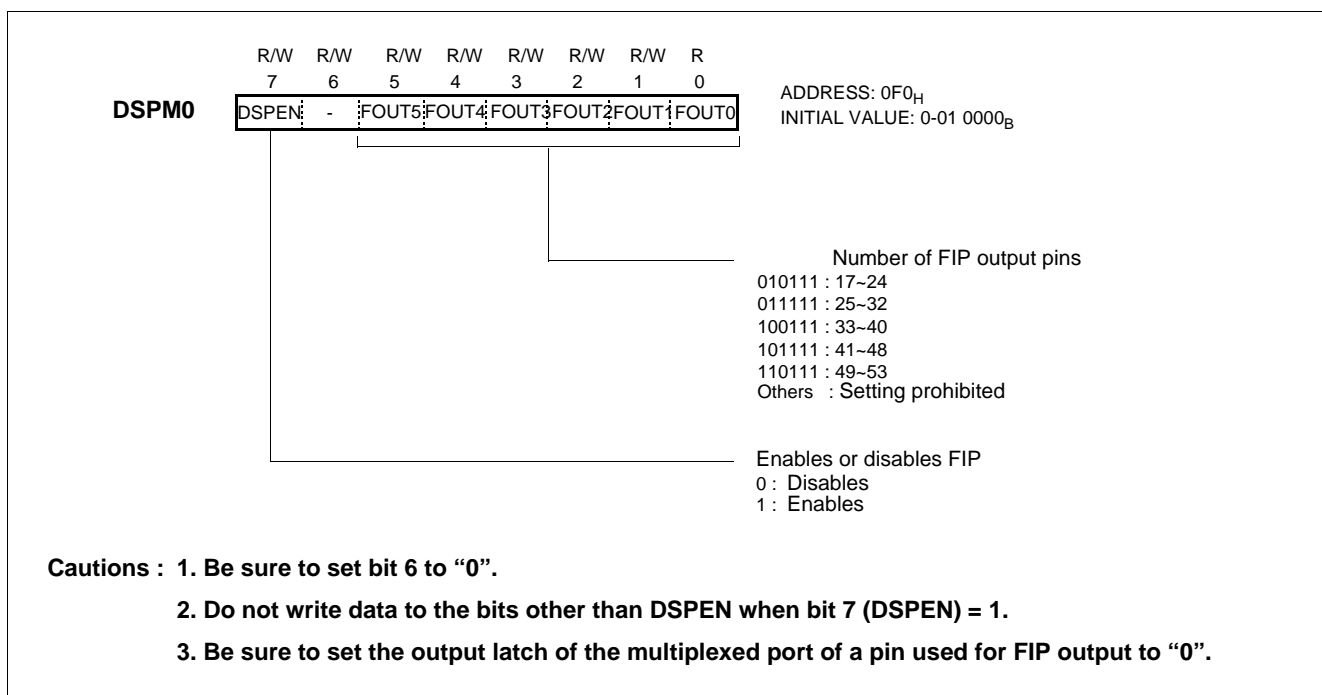 R/W R/W R/W R/W R/W R/W R/W R
7 6 5 4 3 2 1 0
DSPM0 DSPEN - FOUT5 FOUT4 FOUT3 FOUT2 FOUT1 FOUT0
ADDRESS: 0F0H
INITIAL VALUE: 0-01 0000B
Number of FIP output pins
010111 : 17~24
011111 : 25~32
100111 : 33~40
101111 : 41~48
110111 : 49~53
Others : Setting prohibited
Enables or disables FIP
0 : Disables
1 : Enables
Cautions : 1. Be sure to set bit 6 to “0”.
2. Do not write data to the bits other than DSPEN when bit 7 (DSPEN) = 1.
3. Be sure to set the output latch of the multiplexed port of a pin used for FIP output to “0”.